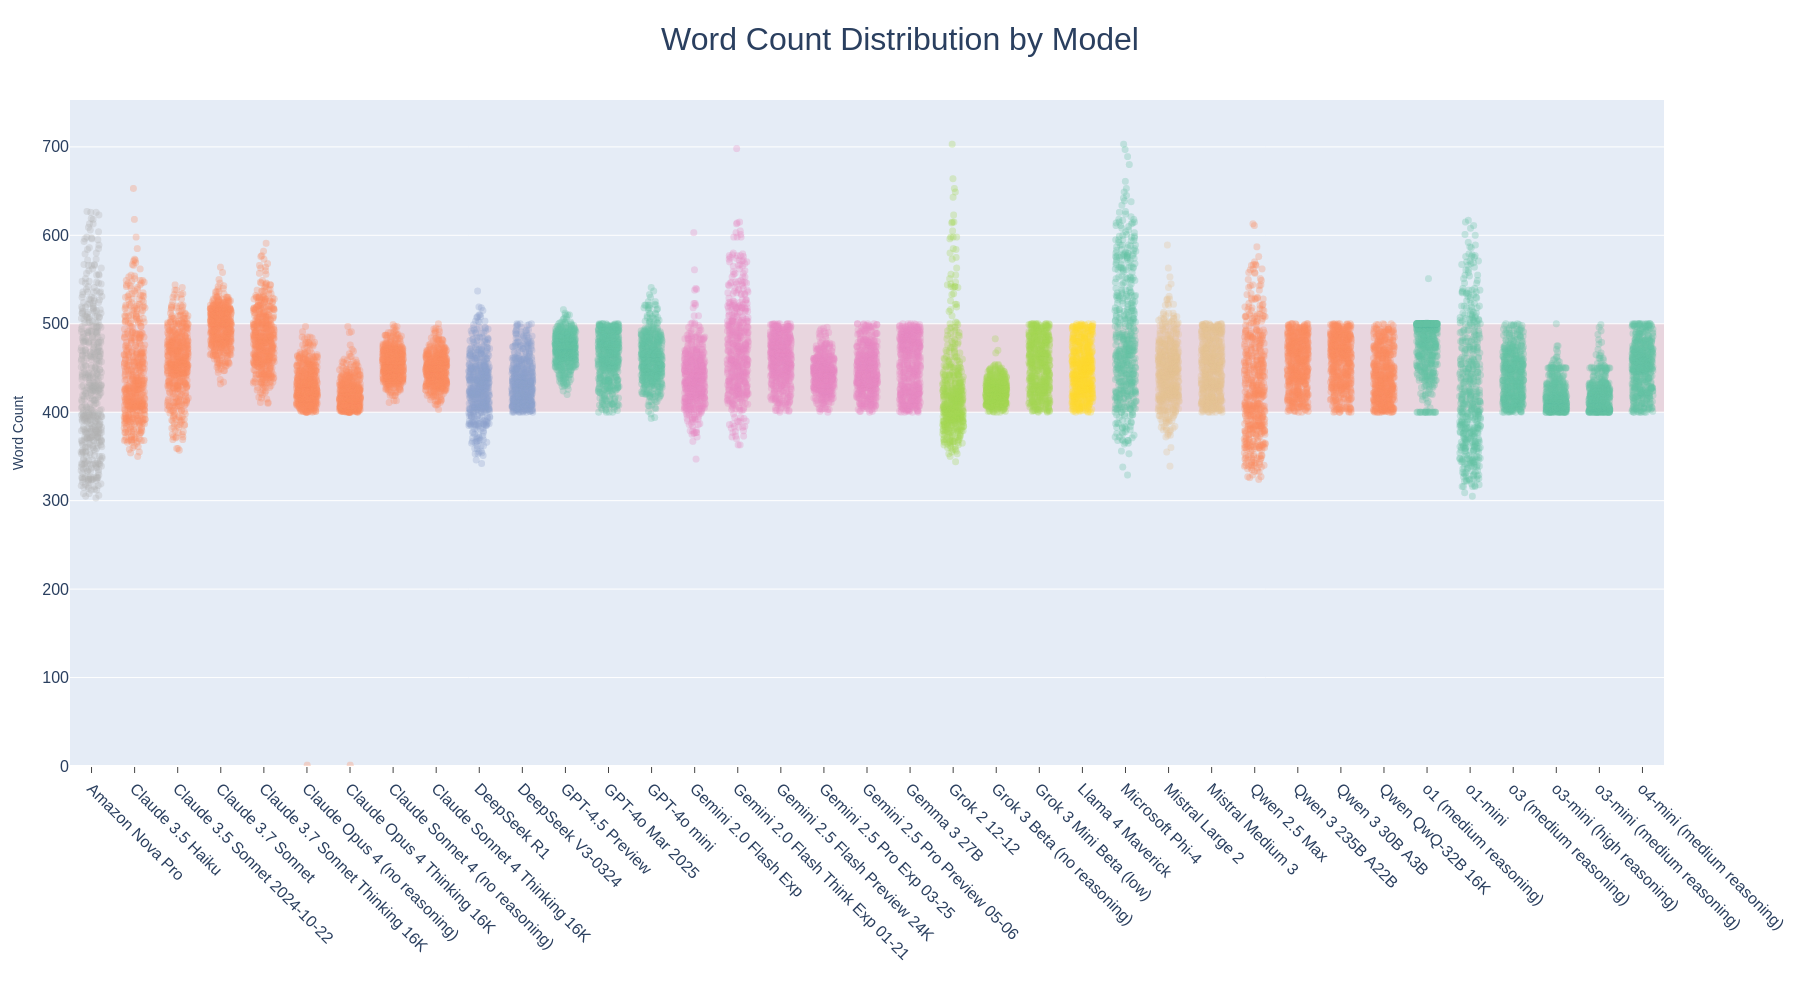 Word Count Distribution by Model
Word Count
700
600
500
400
300
200
100
0
Amazon Nova Pro
Claude 3.5 Haiku
Claude 3.5 Sonnet 2024-10-22
Claude 3.7 Sonnet
Claude 3.7 Sonnet Thinking 16K
Claude Opus 4 (no reasoning)
Claude Opus 4 Thinking 16K
Claude Sonnet 4 (no reasoning)
Claude Sonnet 4 Thinking 16K
DeepSeek R1
DeepSeek V3-0324
GPT-4.5 Preview
GPT-4o Mar 2025
GPT-4o mini
Gemini 2.0 Flash Exp
Gemini 2.0 Flash Think Exp 01-21
Gemini 2.5 Flash Preview 24K
Gemini 2.5 Pro Exp 03-25
Gemini 2.5 Pro Preview 05-06
Gemma 3 27B
Grok 2 12-12
Grok 3 Beta (no reasoning)
Grok 3 Mini Beta (low)
Llama 4 Maverick
Microsoft Phi-4
Mistral Large 2
Mistral Medium 3
Qwen 2.5 Max
Qwen 3 235B A22B
Qwen 3 30B A3B
Qwen QwQ-32B 16K
o1 (medium reasoning)
o1-mini
o3 (medium reasoning)
o3-mini (high reasoning)
o3-mini (medium reasoning)
o4-mini (medium reasoning)